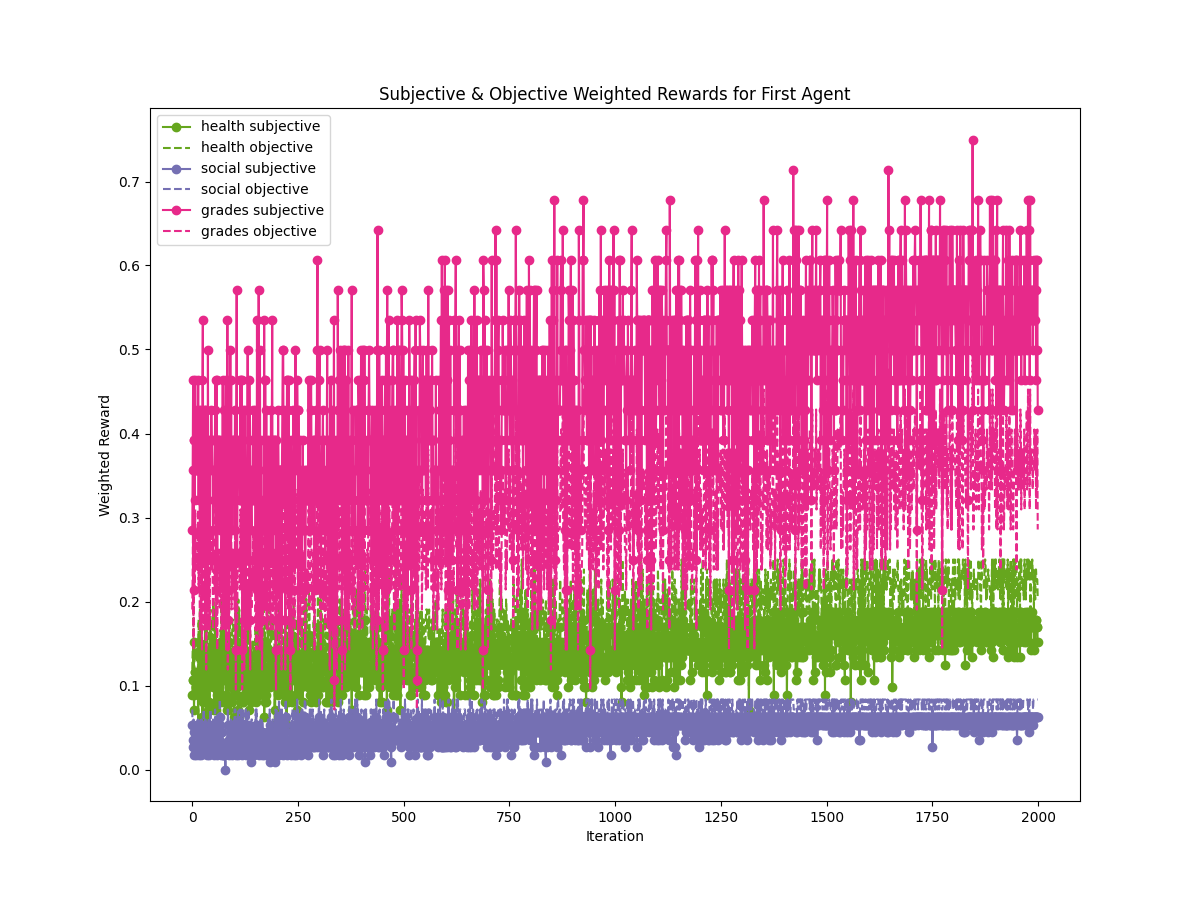 Subjective & Objective Weighted Rewards for First Agent
health subjective
health objective
social subjective
social objective
grades subjective
grades objective
Weighted Reward
0.7
0.6
0.5
0.4
0.3
0.2
0.1
0.0
0 250 500 750 1000 1250 1500 1750 2000
Iteration